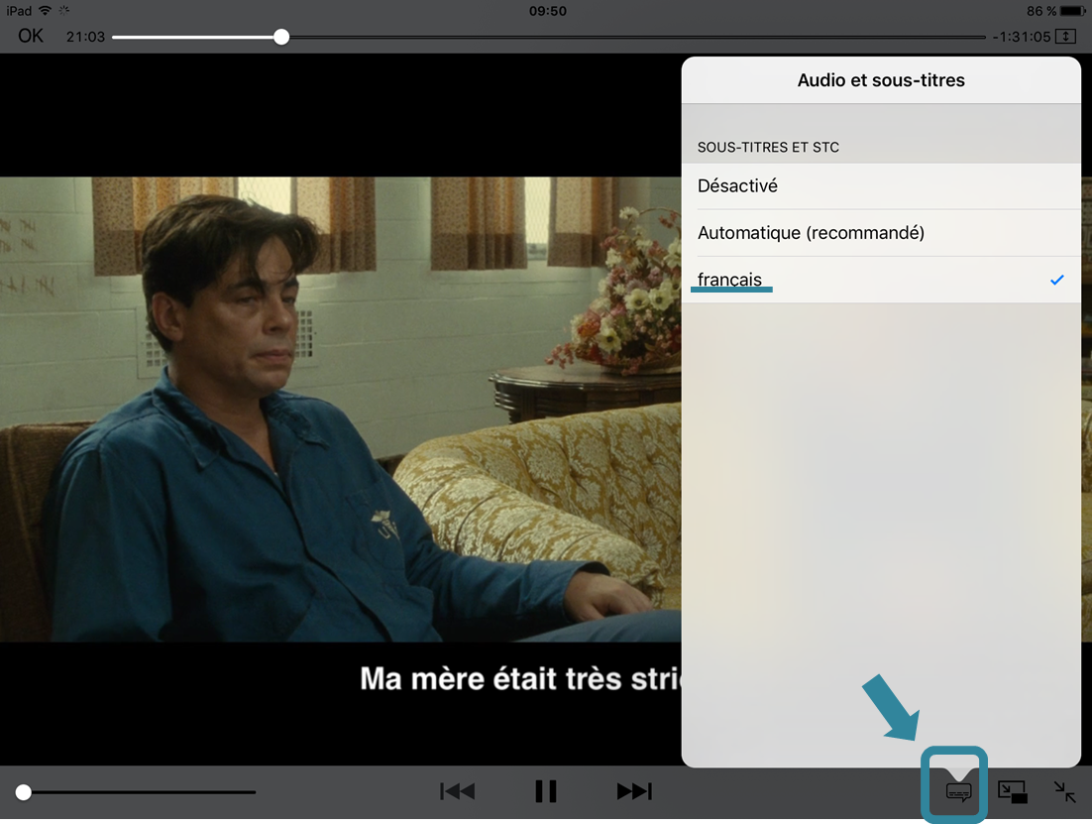 iPad 09:50 86 %
OK 21:03 -1:31:05
Audio et sous-titres
SOUS-TITRES ET STC
Désactivé
Automatique (recommandé)
français
Ma mère était très stri